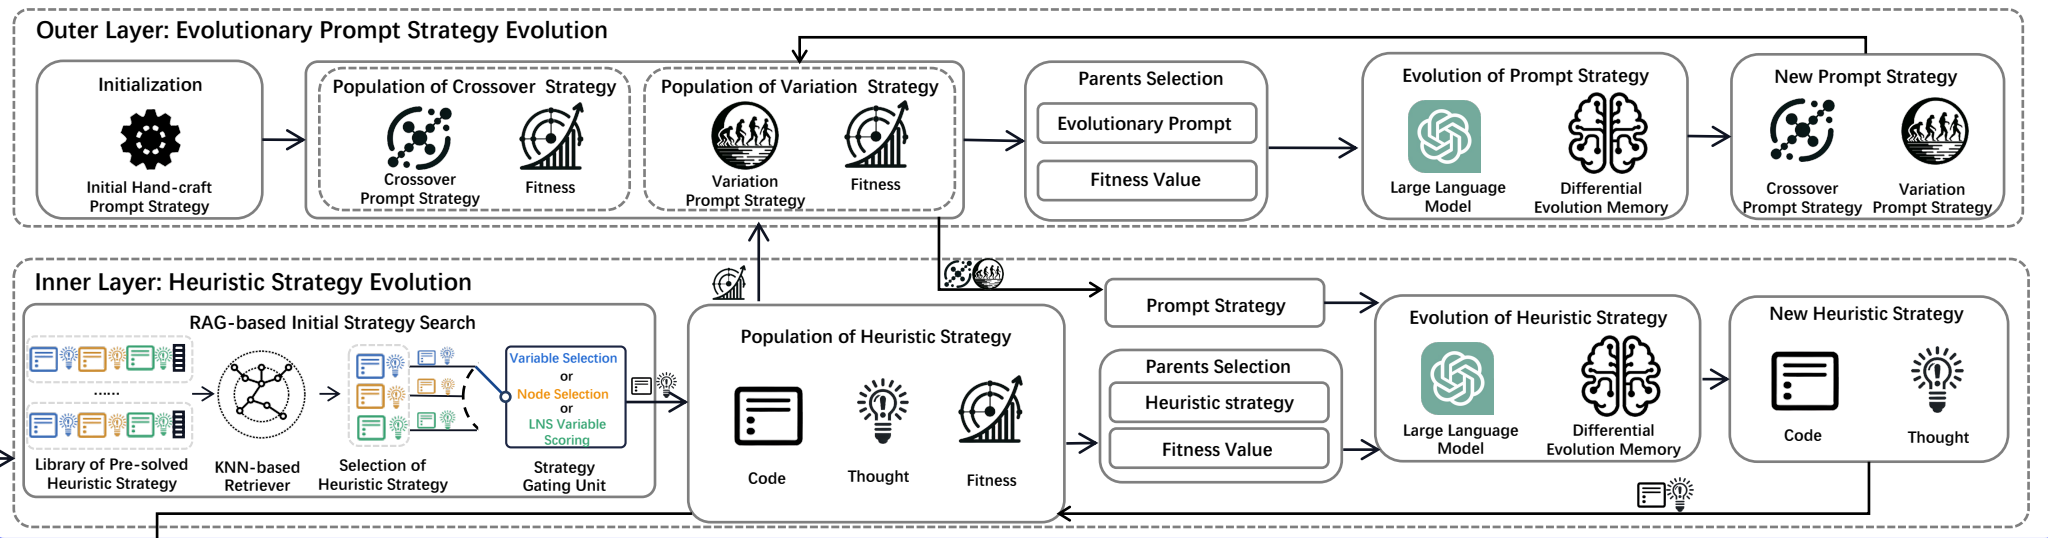 Outer Layer: Evolutionary Prompt Strategy Evolution
Initialization
Initial Hand-craft
Prompt Strategy
Population of Crossover Strategy
Crossover
Prompt Strategy
Fitness
Population of Variation Strategy
Variation
Prompt Strategy
Fitness
Parents Selection
Evolutionary Prompt
Fitness Value
Evolution of Prompt Strategy
Large Language
Model
Differential
Evolution Memory
New Prompt Strategy
Crossover
Prompt Strategy
Variation
Prompt Strategy
Inner Layer: Heuristic Strategy Evolution
RAG-based Initial Strategy Search
......
Library of Pre-solved
Heuristic Strategy
KNN-based
Retriever
Selection of
Heuristic Strategy
Variable Selection
or
Node Selection
or
LNS Variable
Scoring
Strategy
Gating Unit
Population of Heuristic Strategy
Code
Thought
Fitness
Prompt Strategy
Parents Selection
Heuristic strategy
Fitness Value
Evolution of Heuristic Strategy
Large Language
Model
Differential
Evolution Memory
New Heuristic Strategy
Code
Thought